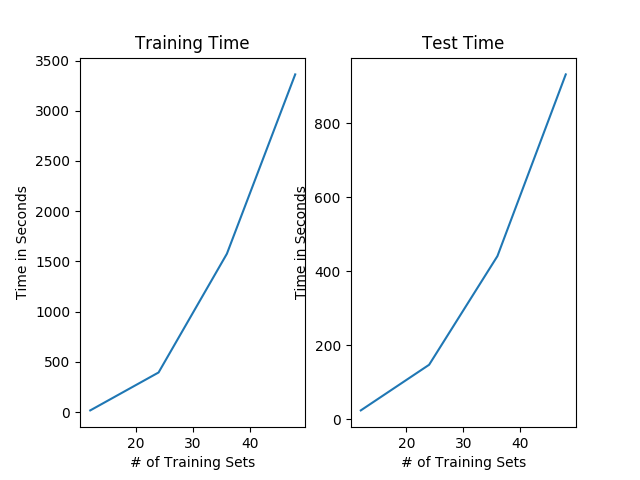 Training Time
Time in Seconds
3500
3000
2500
2000
1500
1000
500
0
20 30 40
# of Training Sets
Test Time
Time in Seconds
800
600
400
200
0
20 30 40
# of Training Sets